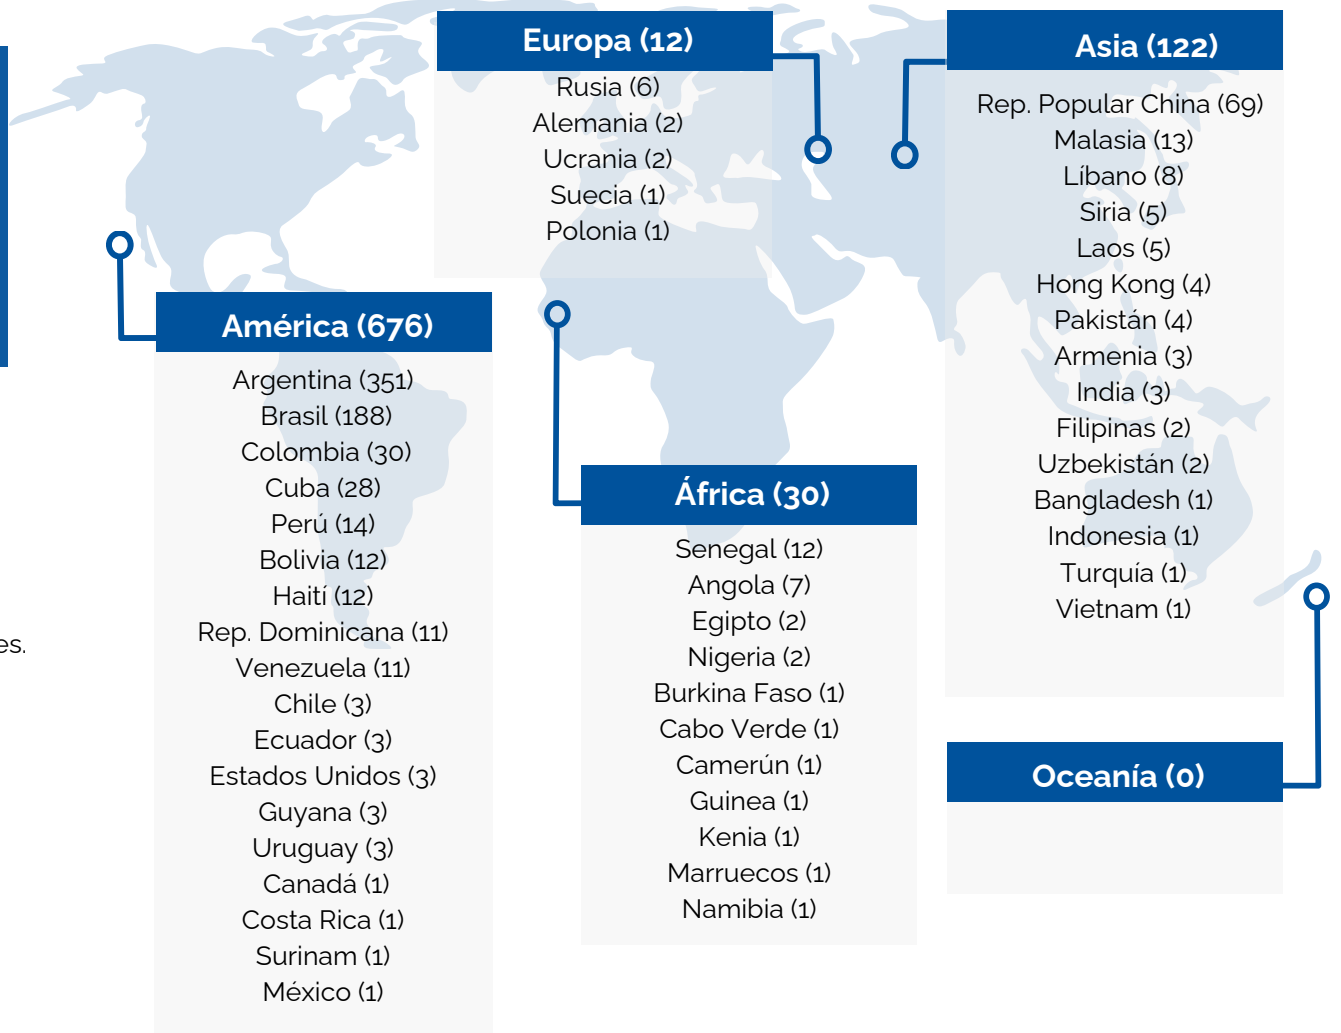 Europa (12)
Rusia (6)
Alemania (2)
Ucrania (2)
Suecia (1)
Polonia (1)
Asia (122)
Rep. Popular China (69)
Malasia (13)
Líbano (8)
Siria (5)
Laos (5)
Hong Kong (4)
Pakistán (4)
Armenia (3)
India (3)
Filipinas (2)
Uzbekistán (2)
Bangladesh (1)
Indonesia (1)
Turquía (1)
Vietnam (1)
América (676)
Argentina (351)
Brasil (188)
Colombia (30)
Cuba (28)
Perú (14)
Bolivia (12)
Haití (12)
Rep. Dominicana (11)
Venezuela (11)
Chile (3)
Ecuador (3)
Estados Unidos (3)
Guyana (3)
Uruguay (3)
Canadá (1)
Costa Rica (1)
Surinam (1)
México (1)
África (30)
Senegal (12)
Angola (7)
Egipto (2)
Nigeria (2)
Burkina Faso (1)
Cabo Verde (1)
Camerún (1)
Guinea (1)
Kenia (1)
Marruecos (1)
Namibia (1)
Oceanía (0)